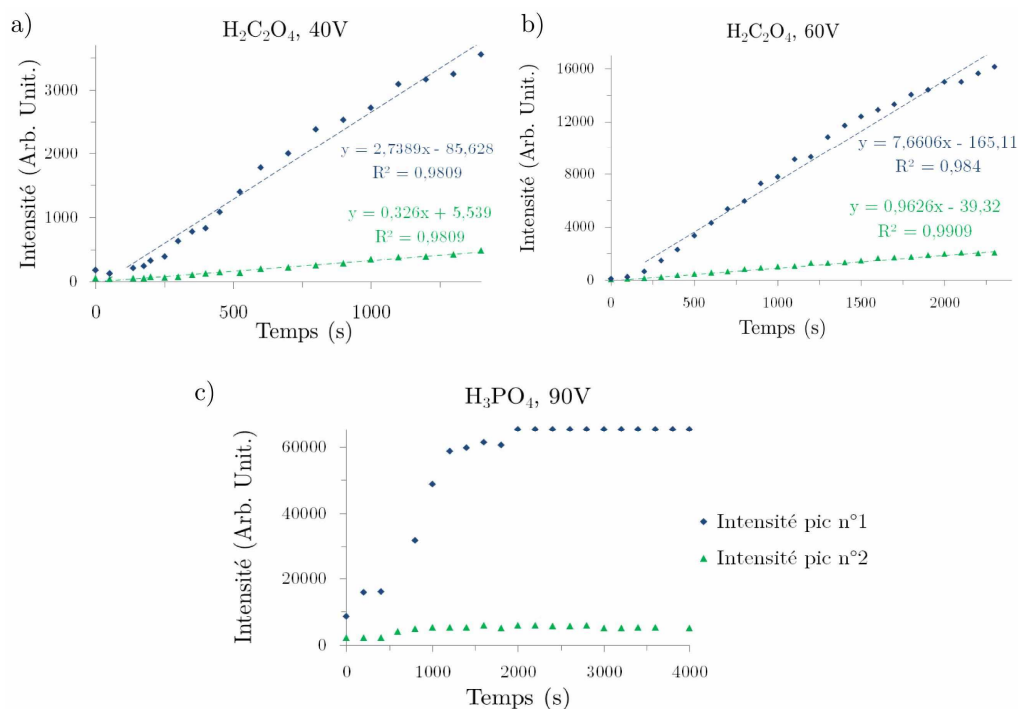 a)
H₂C₂O₄, 40V
Intensité (Arb. Unit.)
3000
2000
1000
0
y = 2,7389x - 85,628
R² = 0,9809
y = 0,326x + 5,539
R² = 0,9809
0 500 1000
Temps (s)
b)
H₂C₂O₄, 60V
Intensité (Arb. Unit.)
16000
12000
8000
4000
0
y = 7,6606x - 165,11
R² = 0,984
y = 0,9626x - 39,32
R² = 0,9909
0 500 1000 1500 2000
Temps (s)
c)
H₃PO₄, 90V
Intensité (Arb. Unit.)
60000
40000
20000
0
0 1000 2000 3000 4000
Temps (s)
Intensité pic n°1
Intensité pic n°2